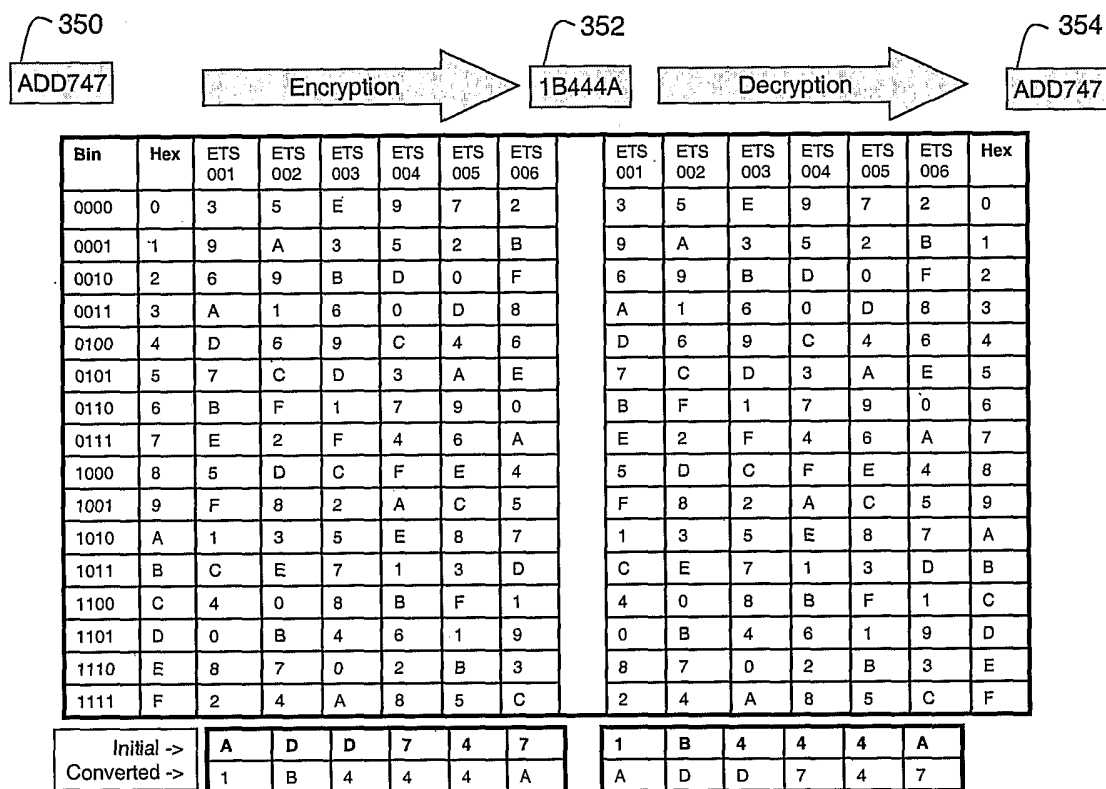 350 352 354
ADD747 Encryption 1B444A Decryption ADD747
Bin Hex ETS 001 ETS 002 ETS 003 ETS 004 ETS 005 ETS 006 ETS 001 ETS 002 ETS 003 ETS 004 ETS 005 ETS 006 Hex
0000 0 3 5 E 9 7 2 3 5 E 9 7 2 0
0001 1 9 A 3 5 2 B 9 A 3 5 2 B 1
0010 2 6 9 B D 0 F 6 9 B D 0 F 2
0011 3 A 1 6 0 D 8 A 1 6 0 D 8 3
0100 4 D 6 9 C 4 6 D 6 9 C 4 6 4
0101 5 7 C D 3 A E 7 C D 3 A E 5
0110 6 B F 1 7 9 0 B F 1 7 9 0 6
0111 7 E 2 F 4 6 A E 2 F 4 6 A 7
1000 8 5 D C F E 4 5 D C F E 4 8
1001 9 F 8 2 A C 5 F 8 2 A C 5 9
1010 A 1 3 5 E 8 7 1 3 5 E 8 7 A
1011 B C E 7 1 3 D C E 7 1 3 D B
1100 C 4 0 8 B F 1 4 0 8 B F 1 C
1101 D 0 B 4 6 1 9 0 B 4 6 1 9 D
1110 E 8 7 0 2 B 3 8 7 0 2 B 3 E
1111 F 2 4 A 8 5 C 2 4 A 8 5 C F
Initial -> A D D 7 4 7 1 B 4 4 4 A
Converted -> 1 B 4 4 4 A A D D 7 4 7